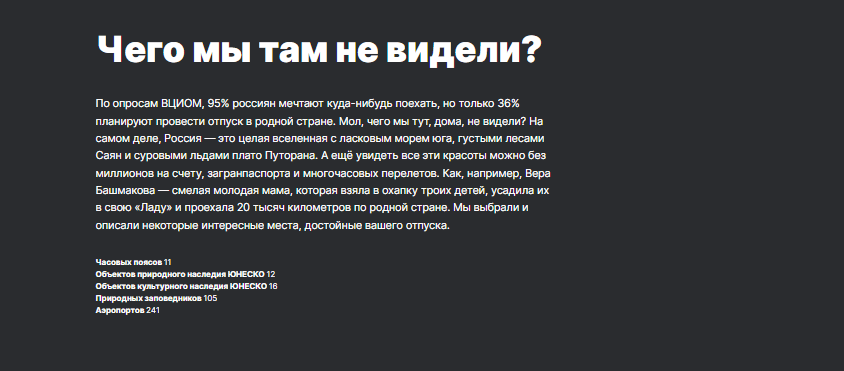 Чего мы там не видели?
По опросам ВЦИОМ, 95% россиян мечтают куда-нибудь поехать, но только 36%
планируют провести отпуск в родной стране. Мол, чего мы тут, дома, не видели? На
самом деле, Россия — это целая вселенная с ласковым морем юга, густыми лесами
Саян и суровыми льдами плато Путорана. А ещё увидеть все эти красоты можно без
миллионов на счету, загранпаспорта и многочасовых перелетов. Как, например, Вера
Башмакова — смелая молодая мама, которая взяла в охапку троих детей, усадила их
в свою «Ладу» и проехала 20 тысяч километров по родной стране. Мы выбрали и
описали некоторые интересные места, достойные вашего отпуска.
Часовых поясов 11
Объектов природного наследия ЮНЕСКО 12
Объектов культурного наследия ЮНЕСКО 16
Природных заповедников 105
Аэропортов 241